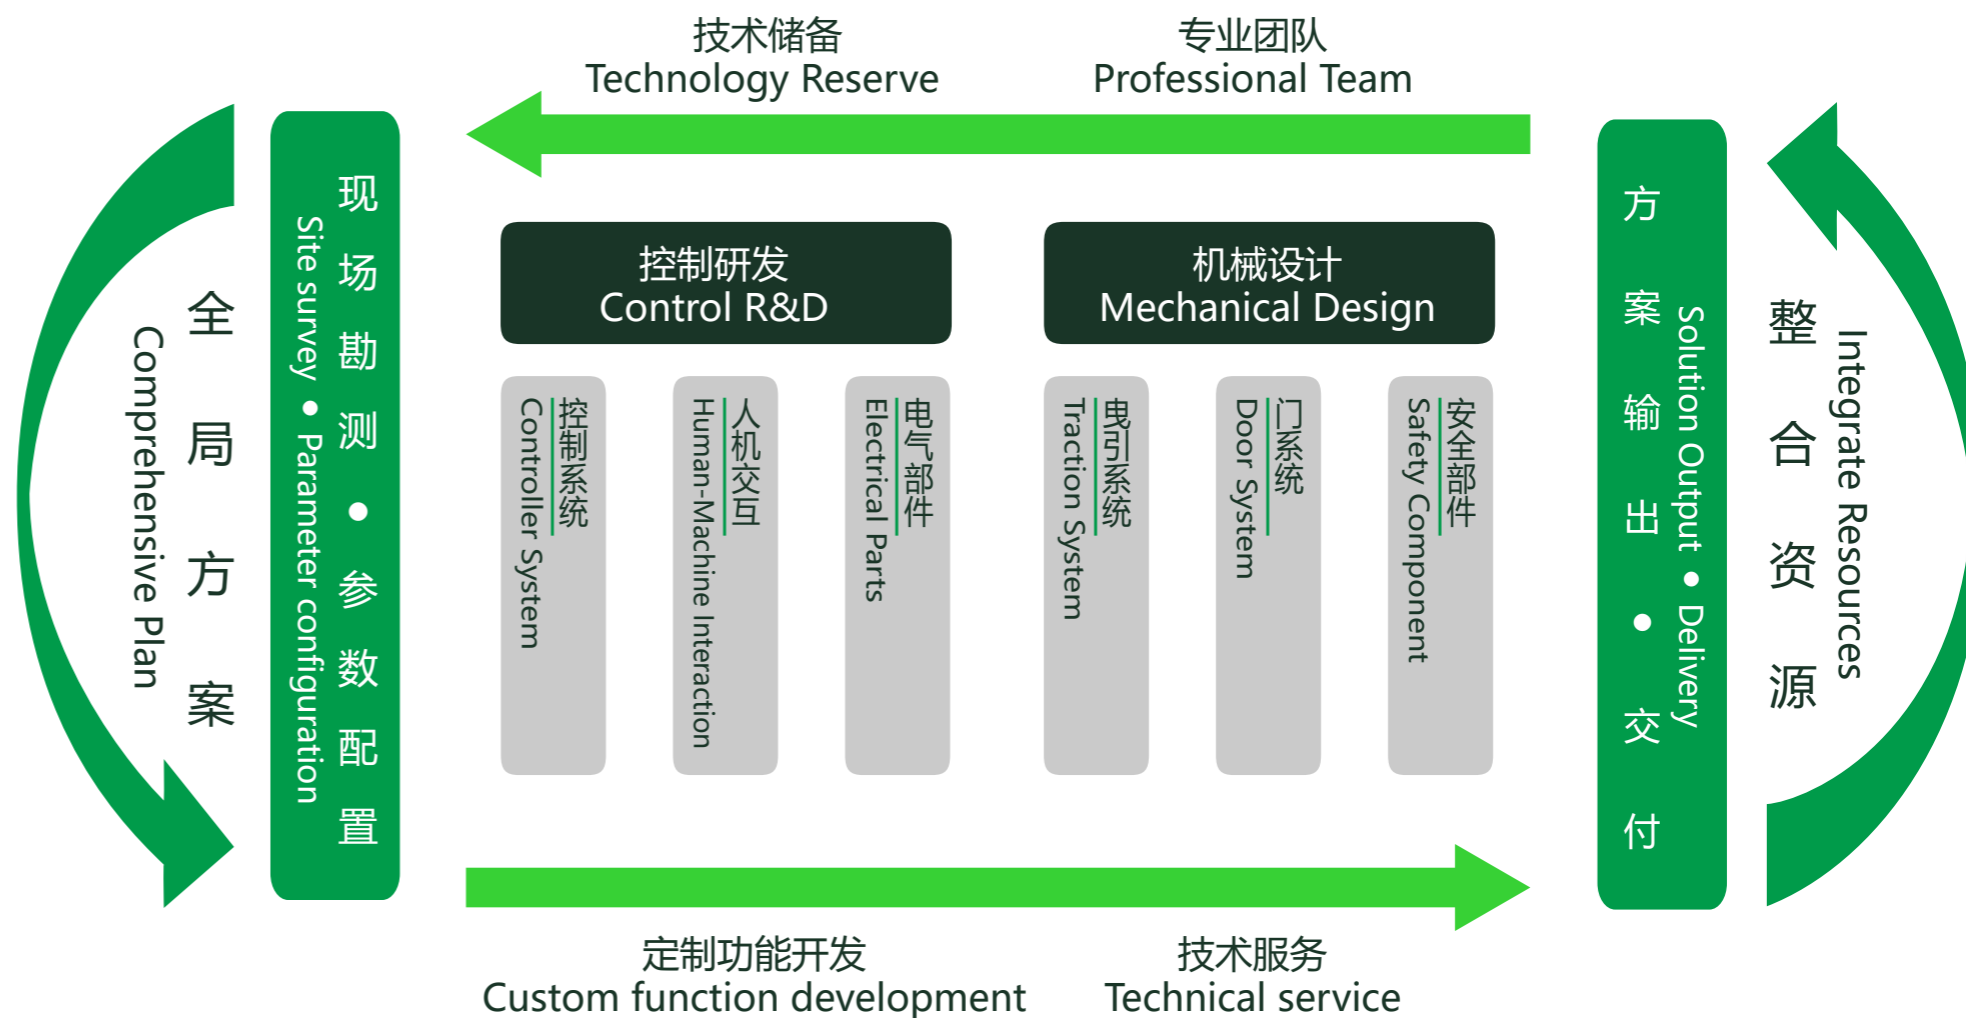 技术储备
Technology Reserve
专业团队
Professional Team
全局方案
Comprehensive Plan
现场勘测 ● 参数配置
Site survey ● Parameter configuration
控制研发
Control R&D
控制系统
Controller System
人机交互
Human-Machine Interaction
电气部件
Electrical Parts
机械设计
Mechanical Design
曳引系统
Traction System
门系统
Door System
安全部件
Safety Component
方案输出 ● 交付
Solution Output ● Delivery
整合资源
Integrate Resources
定制功能开发
Custom function development
技术服务
Technical service